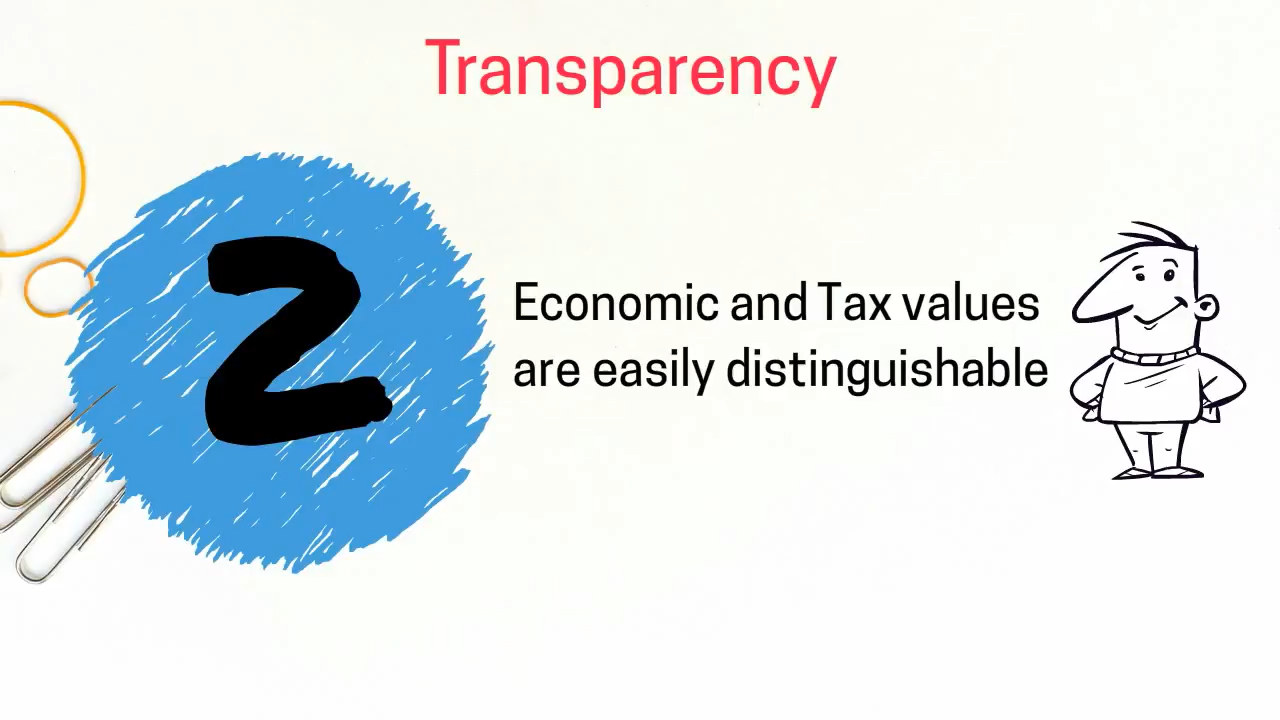 Transparency
2
Economic and Tax values
are easily distinguishable